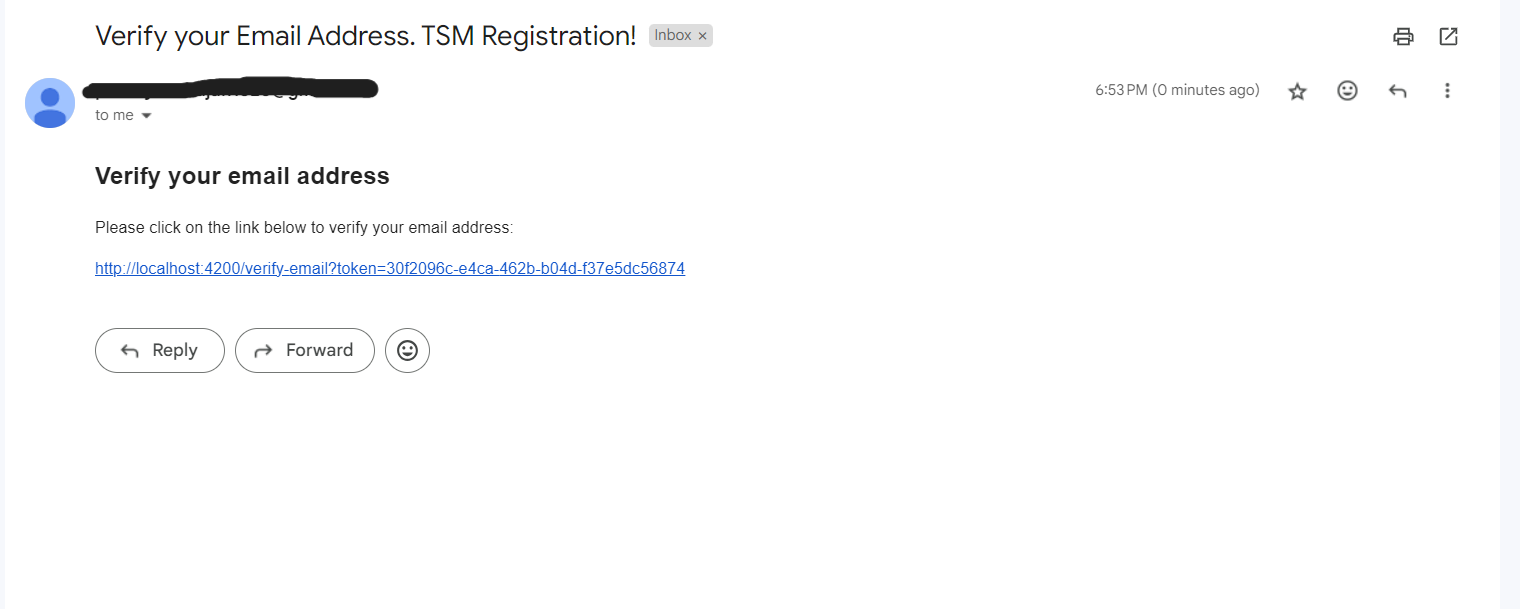 Verify your Email Address. TSM Registration! Inbox ×
6:53 PM (0 minutes ago)
to me
Verify your email address
Please click on the link below to verify your email address:
http://localhost:4200/verify-email?token=30f2096c-e4ca-462b-b04d-f37e5dc56874
Reply Forward